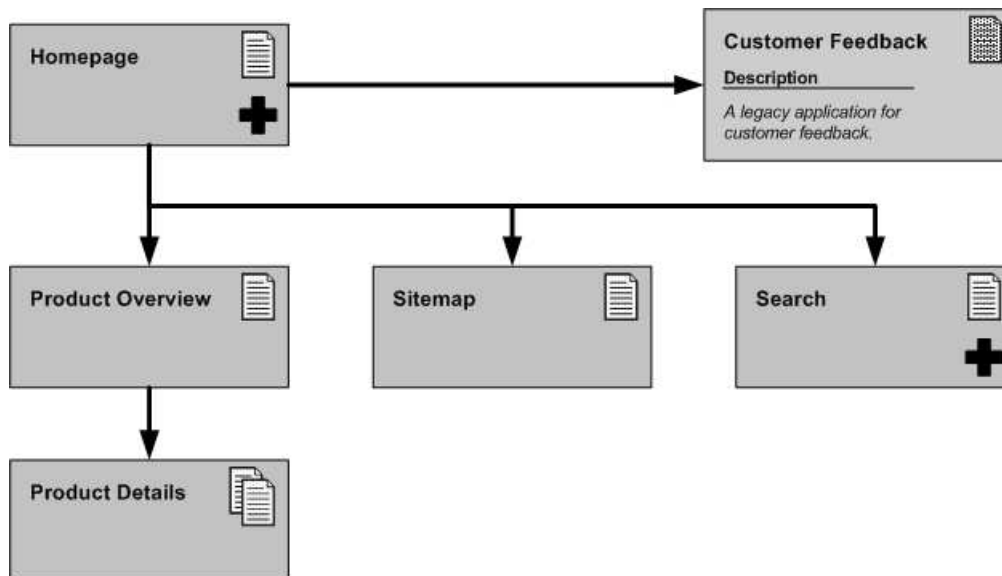 Homepage
Customer Feedback
Description
A legacy application for
customer feedback.
Product Overview
Sitemap
Search
Product Details